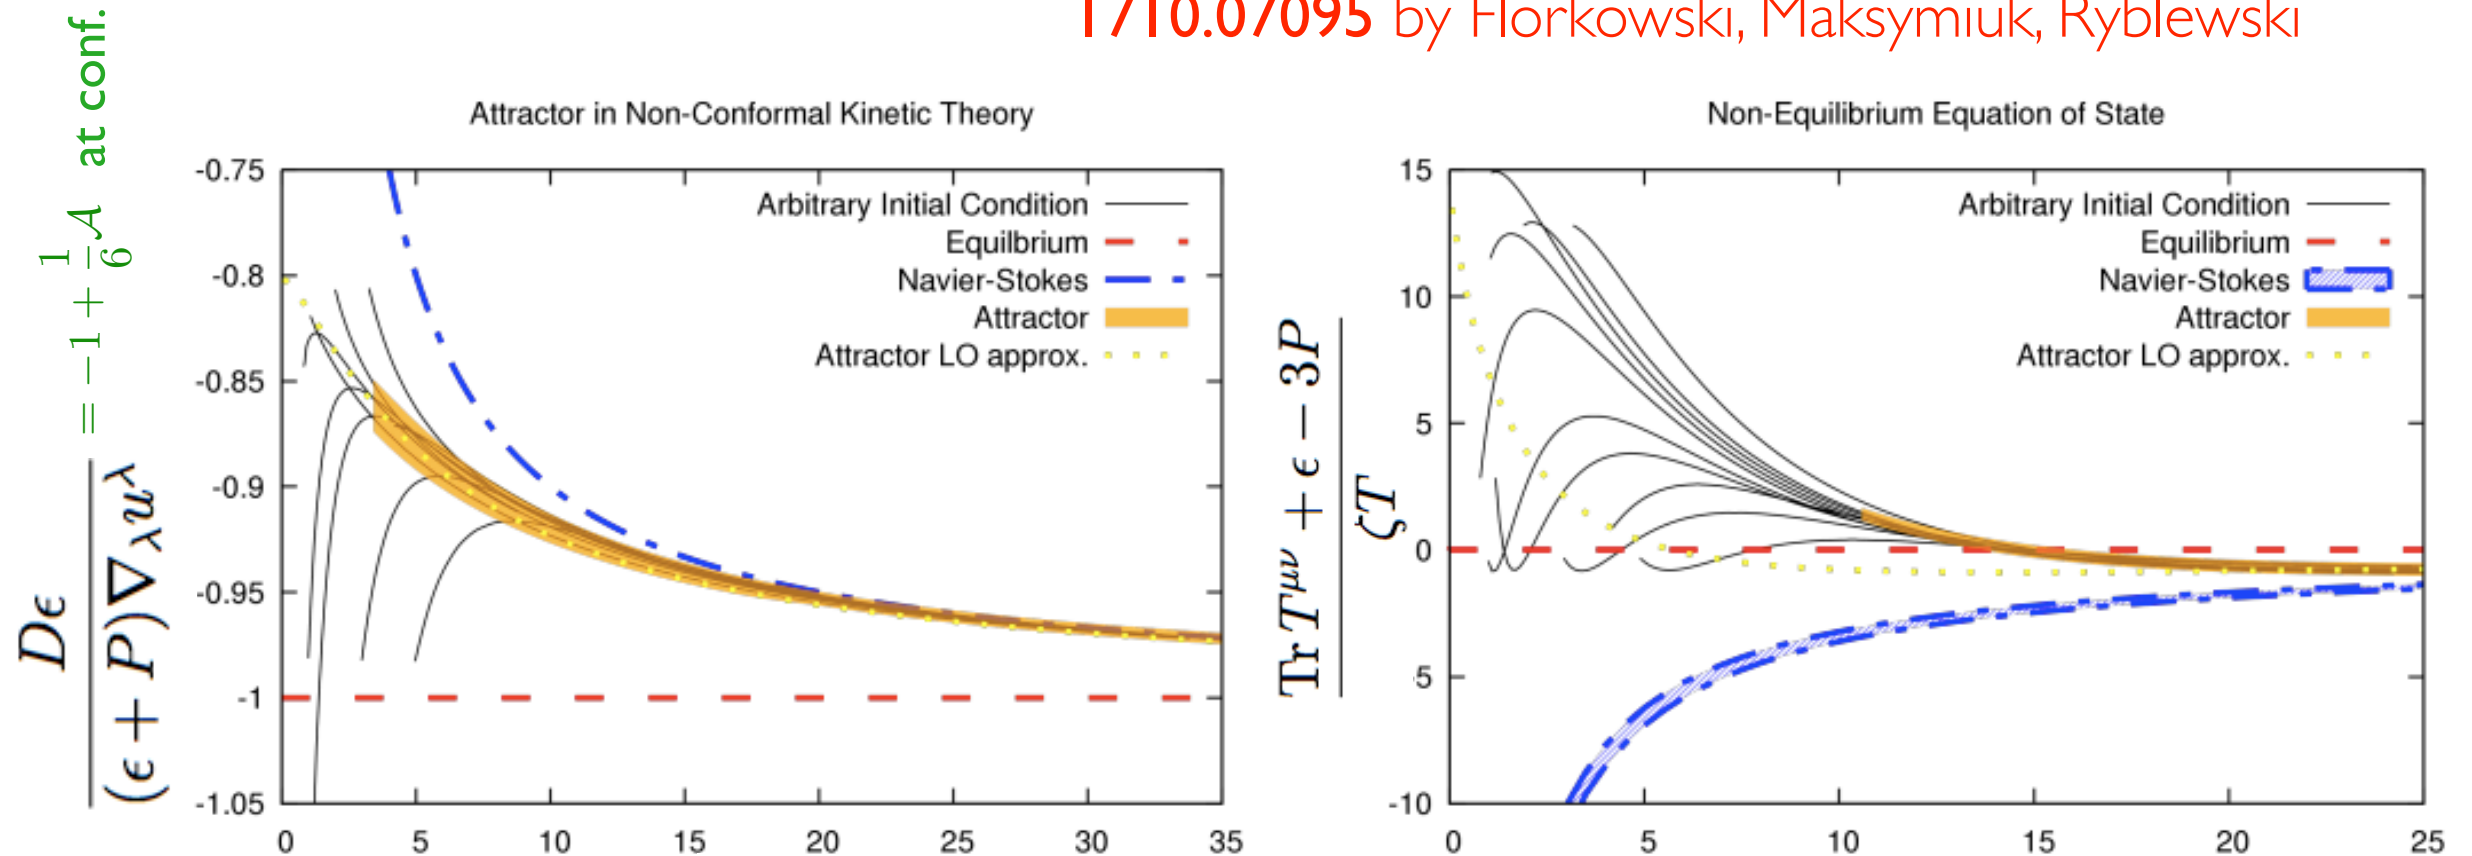 1710.07095 by Florkowski, Maksymiuk, Ryblewski
= −1 + 1/6 𝒜 at conf.
Dϵ / (ϵ + P)∇_λ u^λ
Attractor in Non-Conformal Kinetic Theory
-0.75
-0.8
-0.85
-0.9
-0.95
-1
-1.05
Arbitrary Initial Condition
Equilbrium
Navier-Stokes
Attractor
Attractor LO approx.
0 5 10 15 20 25 30 35
Tr T^{μν} + ϵ − 3P / ζT
Non-Equilibrium Equation of State
15
10
5
0
-5
-10
Arbitrary Initial Condition
Equilibrium
Navier-Stokes
Attractor
Attractor LO approx.
0 5 10 15 20 25